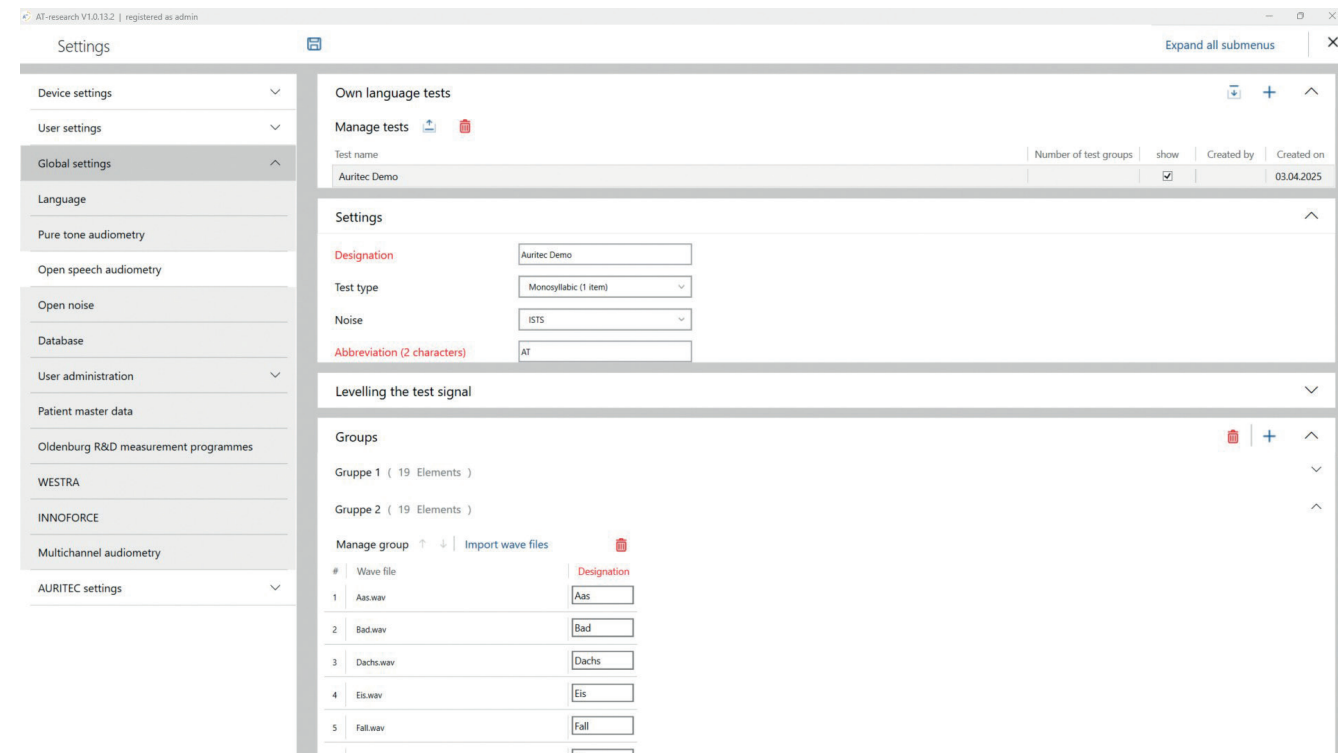 AT-research V1.0.13.2 | registered as admin
Settings
Expand all submenus
Device settings
User settings
Global settings
Language
Pure tone audiometry
Open speech audiometry
Open noise
Database
User administration
Patient master data
Oldenburg R&D measurement programmes
WESTRA
INNOFORCE
Multichannel audiometry
AURITEC settings
Own language tests
Manage tests
Test name Number of test groups show Created by Created on
Auritec Demo 03.04.2025
Settings
Designation Auritec Demo
Test type Monosyllabic (1 item)
Noise ISTS
Abbreviation (2 characters) AT
Levelling the test signal
Groups
Gruppe 1 ( 19 Elements )
Gruppe 2 ( 19 Elements )
Manage group Import wave files
# Wave file Designation
1 Aas.wav Aas
2 Bad.wav Bad
3 Dachs.wav Dachs
4 Eis.wav Eis
5 Fall.wav Fall